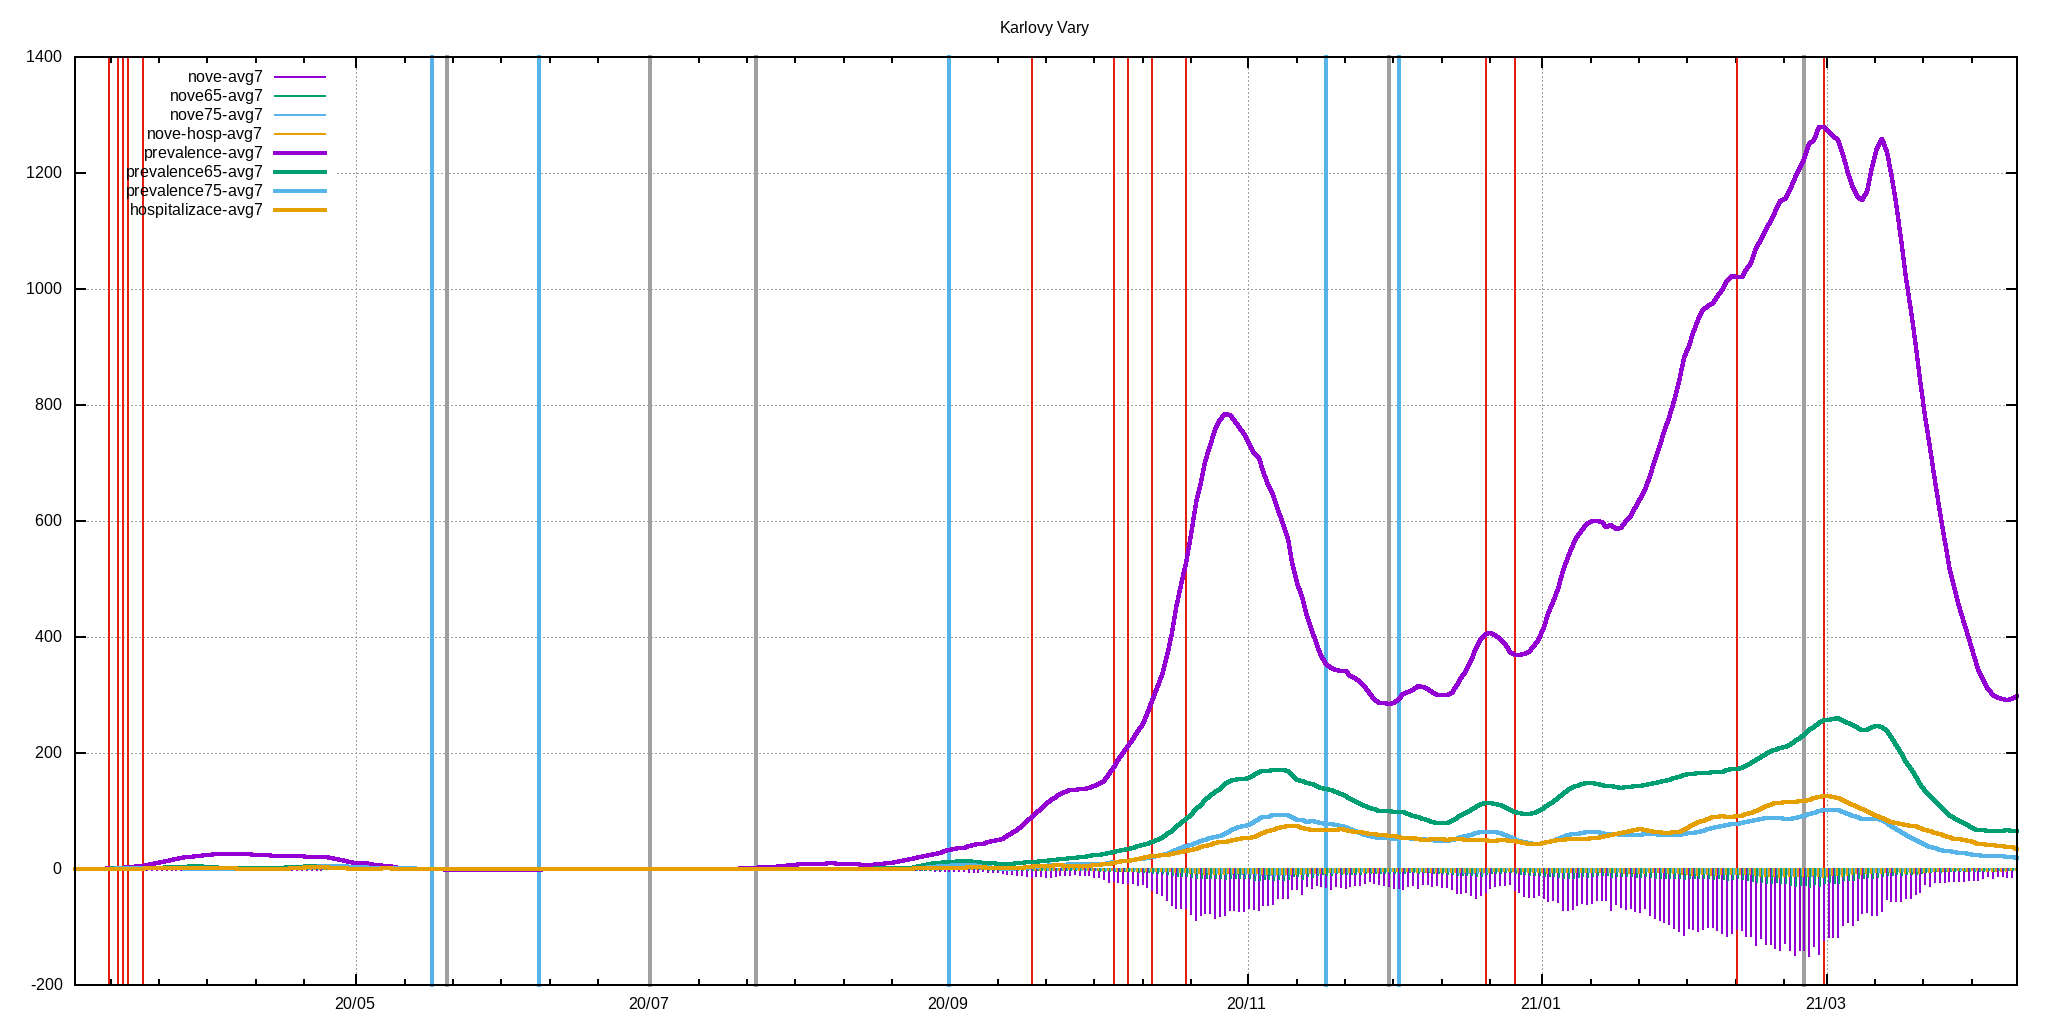 Karlovy Vary
1400
1200
1000
800
600
400
200
0
-200
nove-avg7
nove65-avg7
nove75-avg7
nove-hosp-avg7
prevalence-avg7
prevalence65-avg7
prevalence75-avg7
hospitalizace-avg7
20/05 20/07 20/09 20/11 21/01 21/03